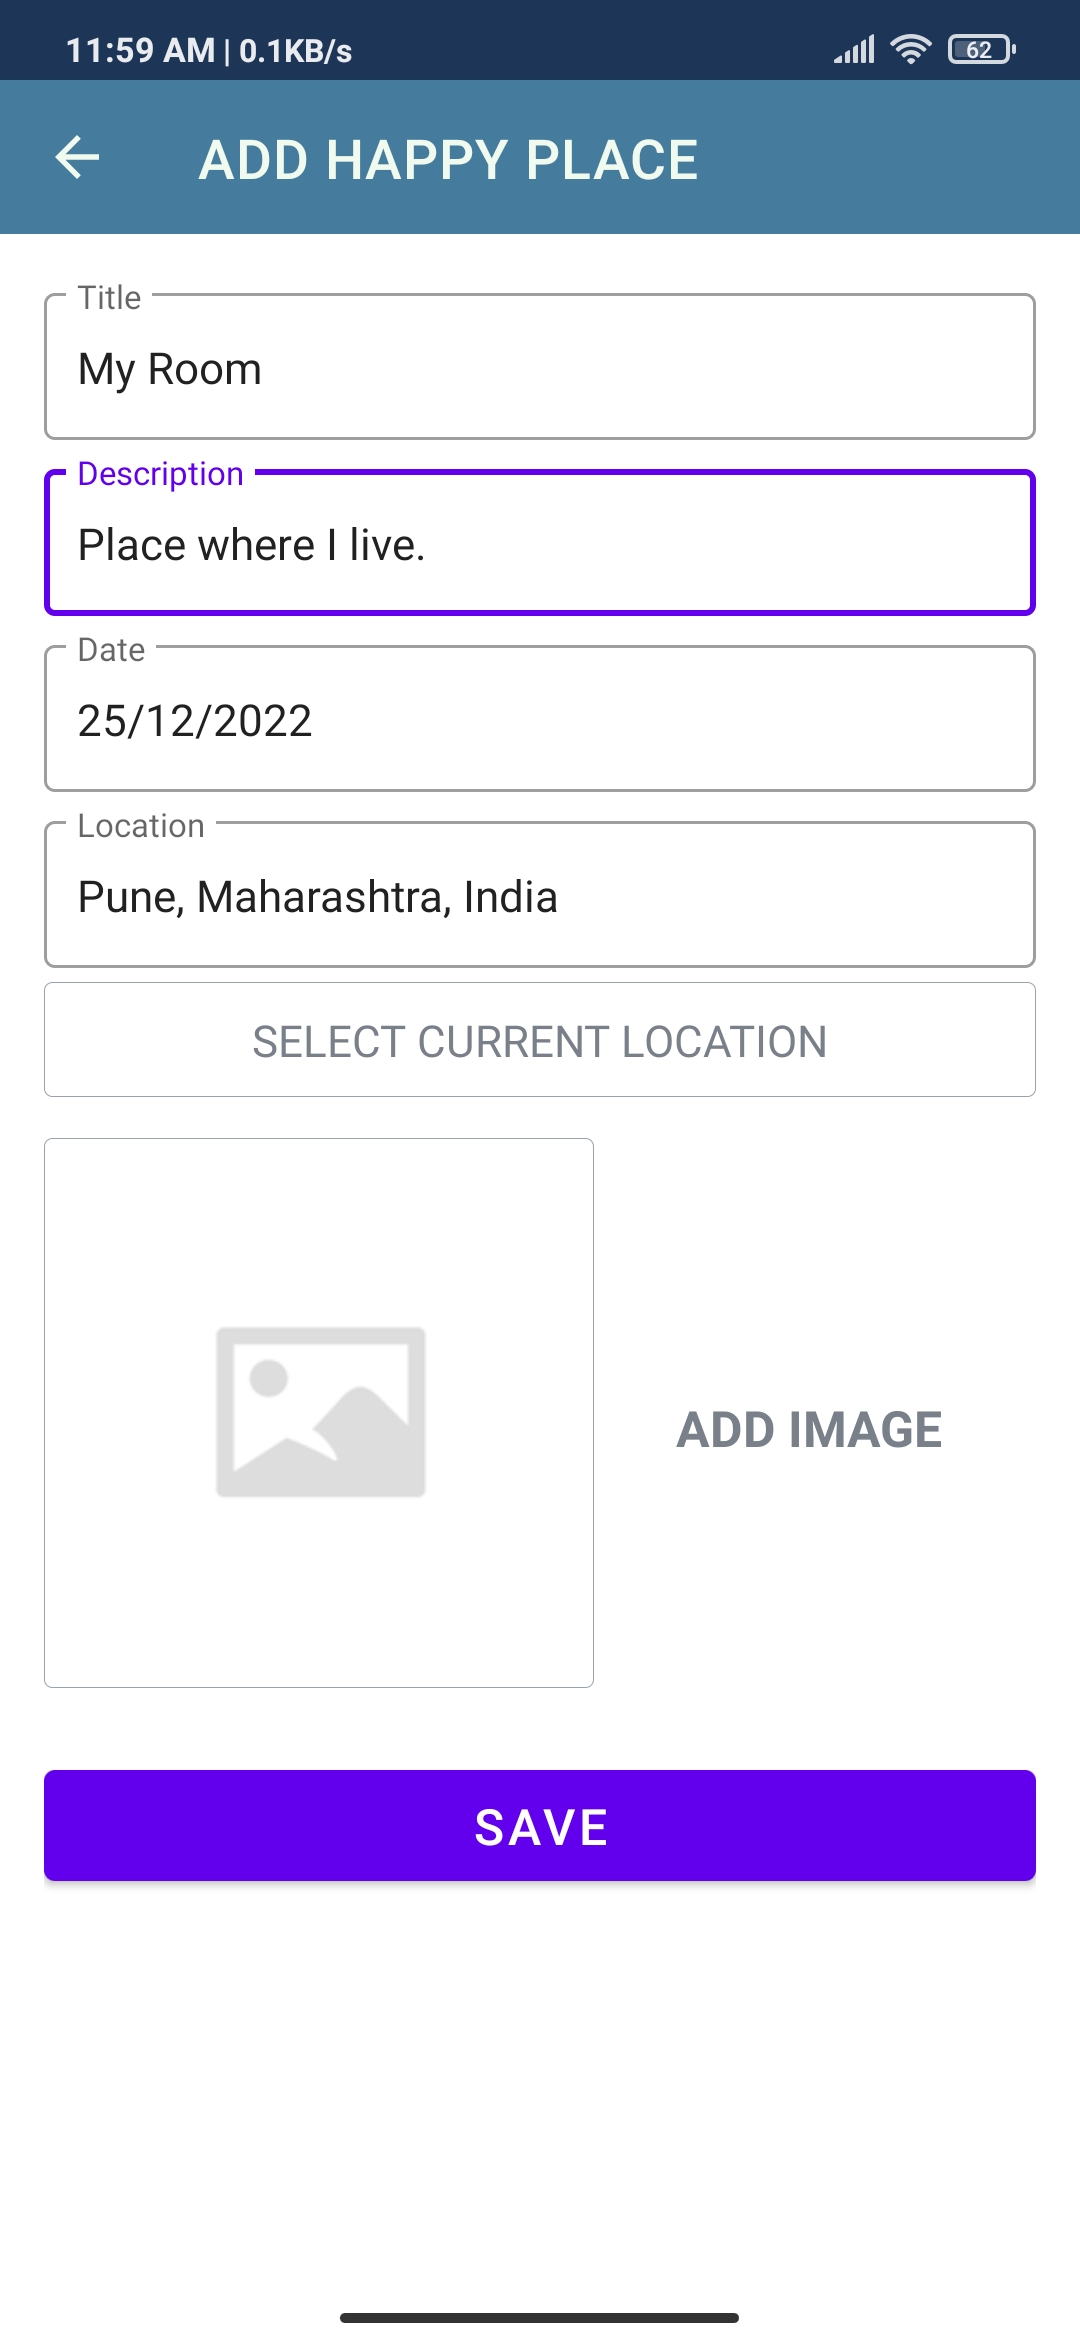 11:59 AM | 0.1KB/s 62
ADD HAPPY PLACE
Title
My Room
Description
Place where I live.
Date
25/12/2022
Location
Pune, Maharashtra, India
SELECT CURRENT LOCATION
ADD IMAGE
SAVE